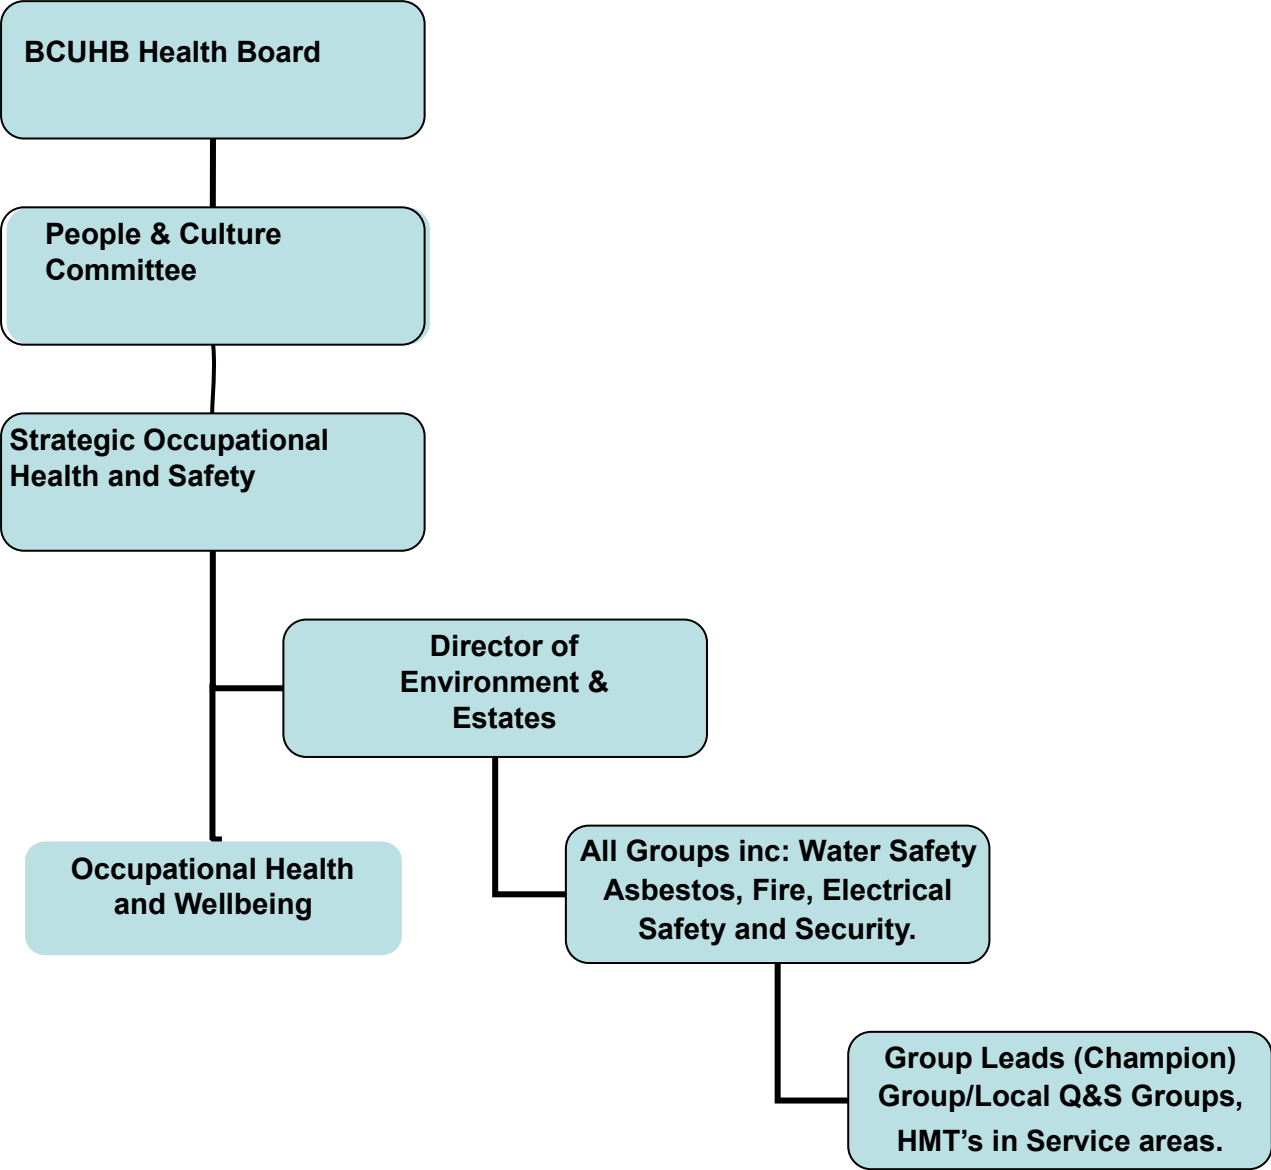 BCUHB Health Board
People & Culture
Committee
Strategic Occupational
Health and Safety
Director of
Environment &
Estates
All Groups inc: Water Safety
Asbestos, Fire, Electrical
Safety and Security.
Occupational Health
and Wellbeing
Group Leads (Champion)
Group/Local Q&S Groups,
HMT’s in Service areas.